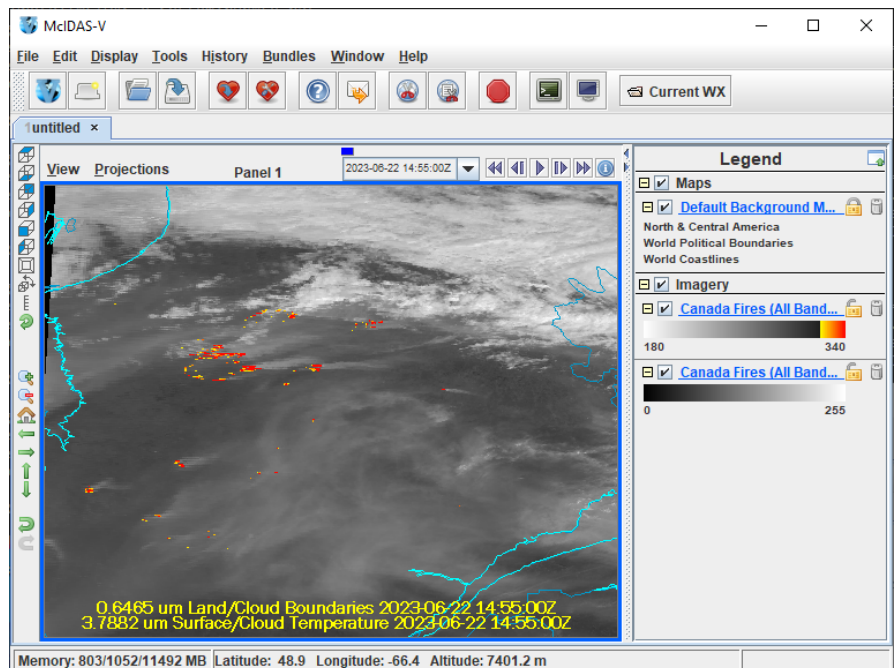 McIDAS-V
File Edit Display Tools History Bundles Window Help
Current WX
1untitled ×
View Projections Panel 1 2023-06-22 14:55:00Z
Legend
Maps
Default Background M...
North & Central America
World Political Boundaries
World Coastlines
Imagery
Canada Fires (All Band...
180 340
Canada Fires (All Band...
0 255
0.6465 um Land/Cloud Boundaries 2023-06-22 14:55:00Z
3.7882 um Surface/Cloud Temperature 2023-06-22 14:55:00Z
Memory: 803/1052/11492 MB Latitude: 48.9 Longitude: -66.4 Altitude: 7401.2 m